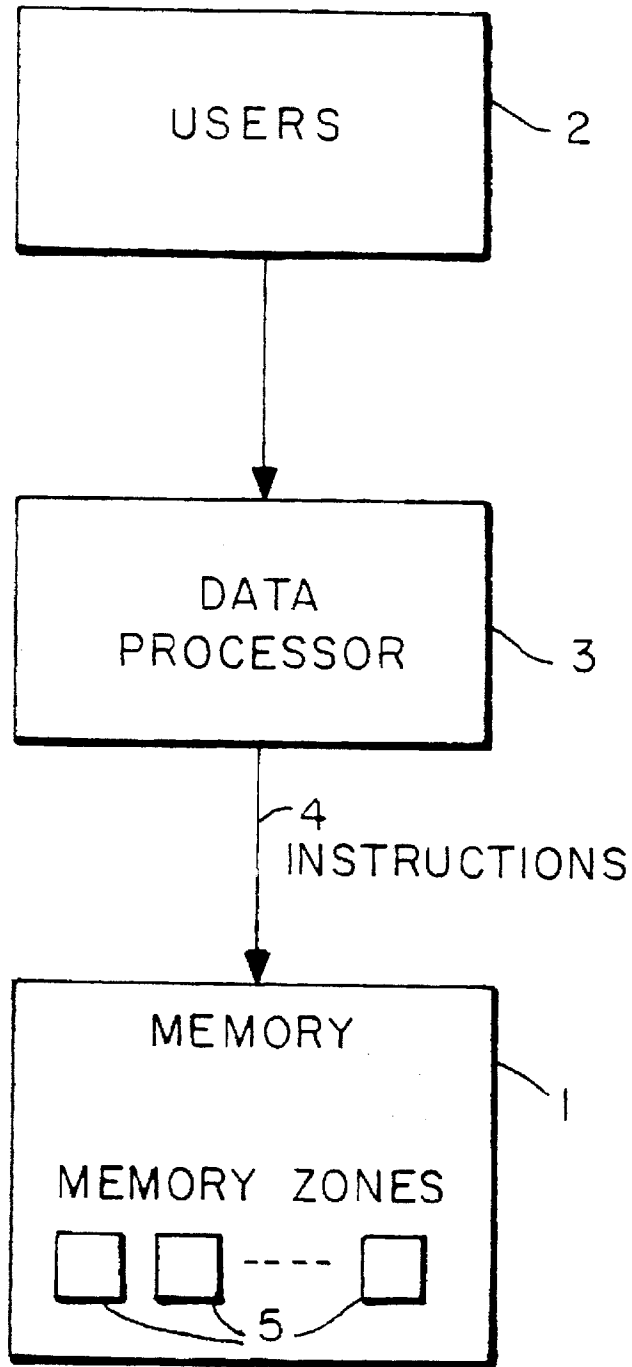 USERS
2
DATA
PROCESSOR
3
4
INSTRUCTIONS
MEMORY
1
MEMORY ZONES
5